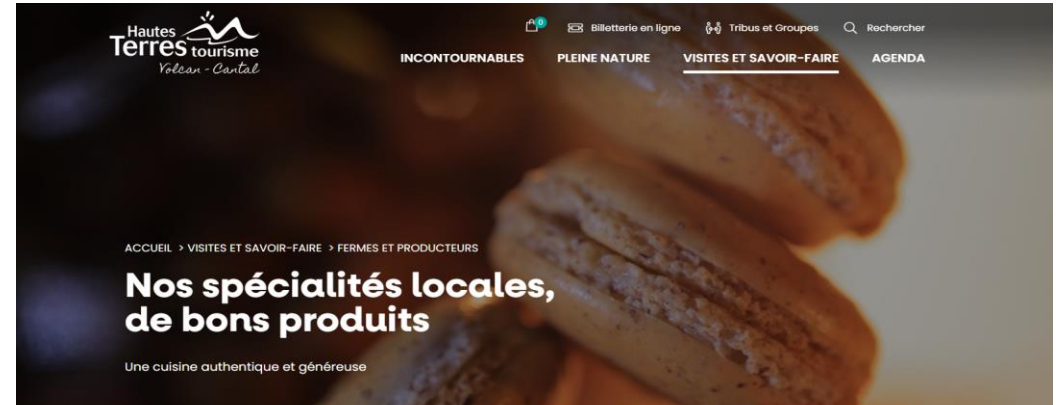 Hautes
Terres tourisme
Volcan - Cantal
0
Billetterie en ligne
Tribus et Groupes
Rechercher
INCONTOURNABLES
PLEINE NATURE
VISITES ET SAVOIR-FAIRE
AGENDA
ACCUEIL > VISITES ET SAVOIR-FAIRE > FERMES ET PRODUCTEURS
Nos spécialités locales,
de bons produits
Une cuisine authentique et généreuse